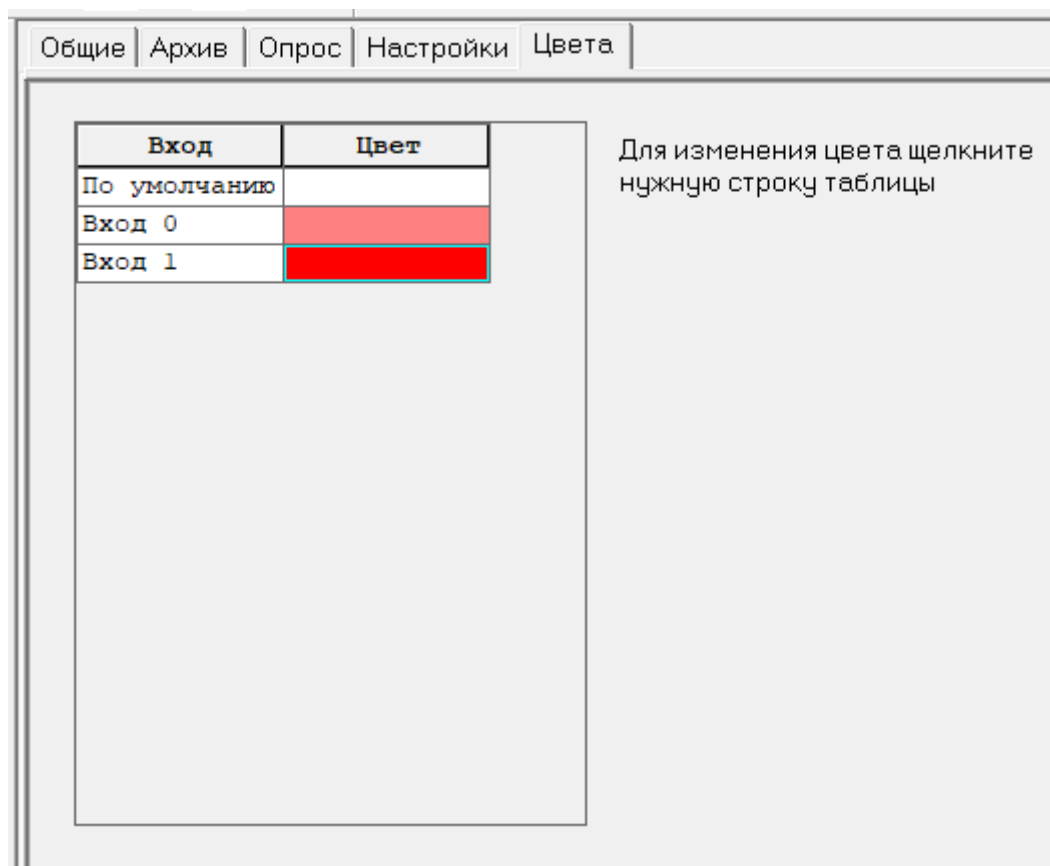 Общие Архив Опрос Настройки Цвета
Вход Цвет
По умолчанию
Вход 0
Вход 1
Для изменения цвета щелкните
нужную строку таблицы